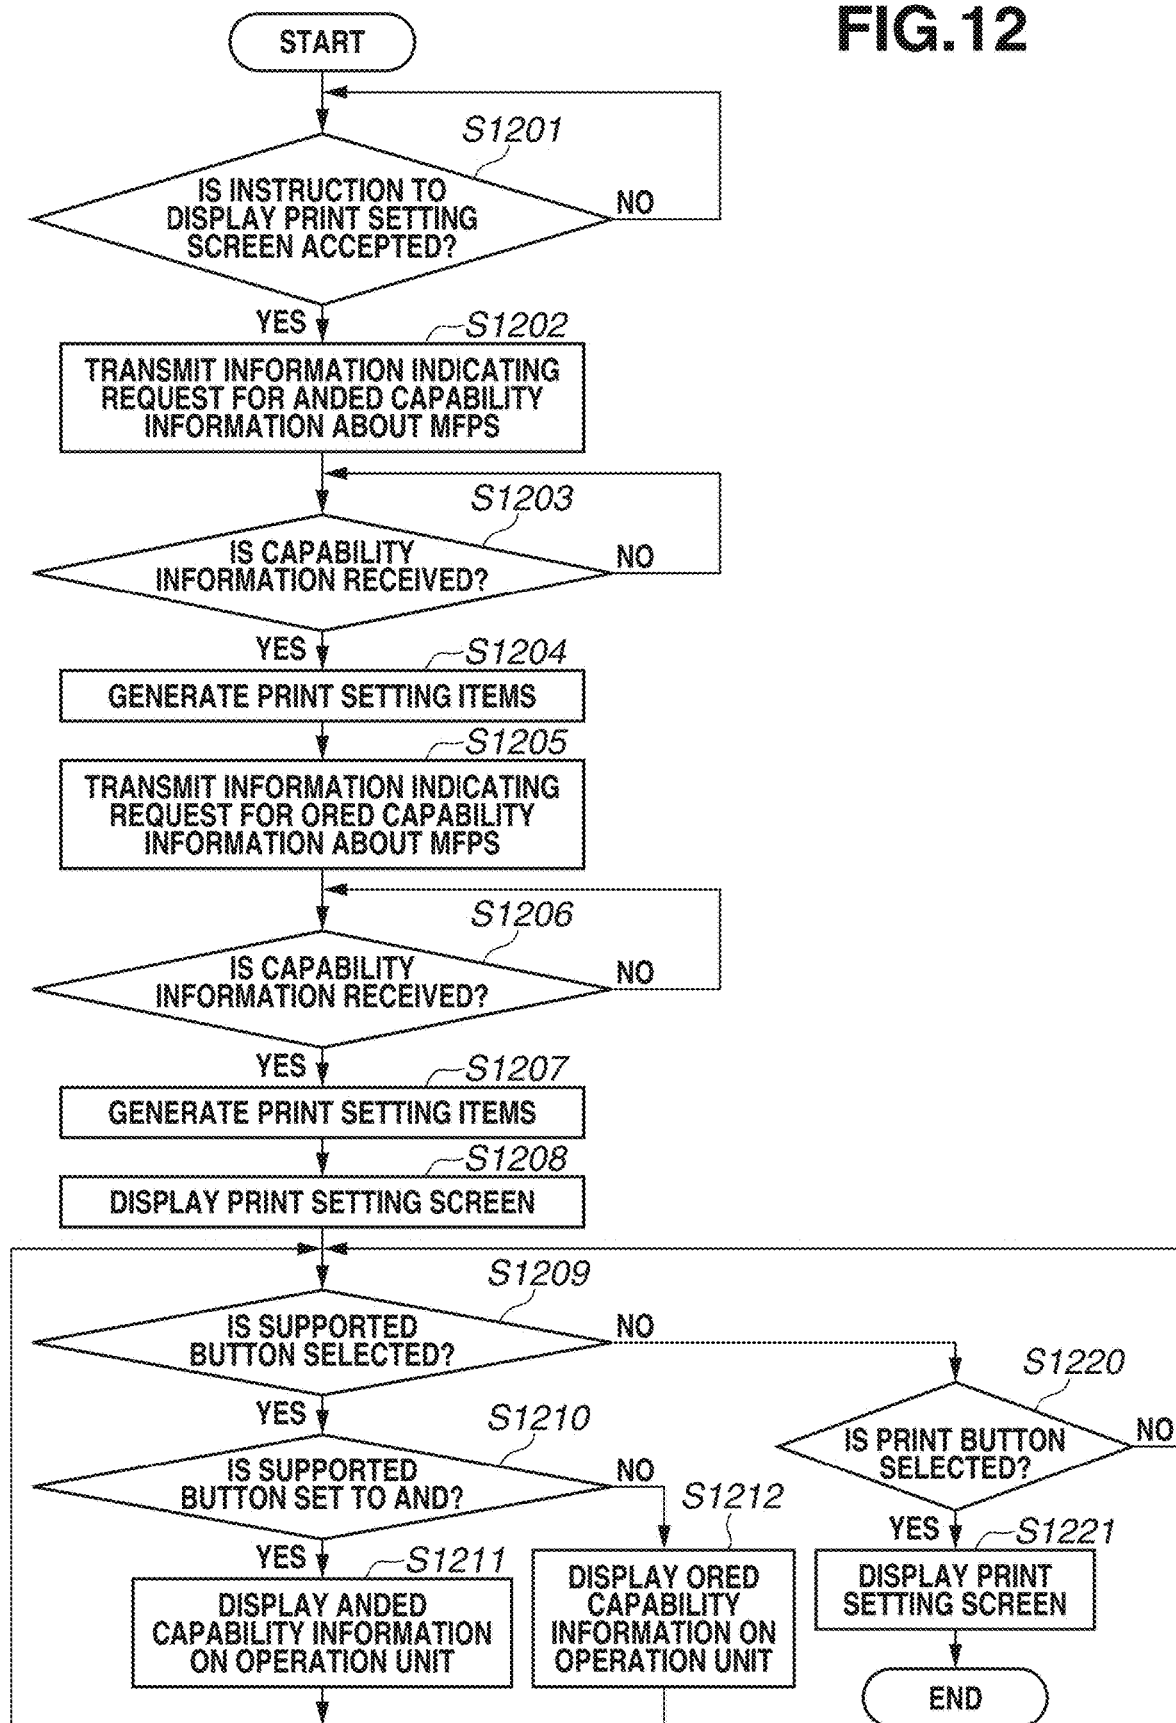 FIG.12
START
S1201
IS INSTRUCTION TO
DISPLAY PRINT SETTING
SCREEN ACCEPTED?
NO
YES
S1202
TRANSMIT INFORMATION INDICATING
REQUEST FOR ANDED CAPABILITY
INFORMATION ABOUT MFPS
S1203
IS CAPABILITY
INFORMATION RECEIVED?
NO
YES
S1204
GENERATE PRINT SETTING ITEMS
S1205
TRANSMIT INFORMATION INDICATING
REQUEST FOR ORED CAPABILITY
INFORMATION ABOUT MFPS
S1206
IS CAPABILITY
INFORMATION RECEIVED?
NO
YES
S1207
GENERATE PRINT SETTING ITEMS
S1208
DISPLAY PRINT SETTING SCREEN
S1209
IS SUPPORTED
BUTTON SELECTED?
NO
YES
S1210
IS SUPPORTED
BUTTON SET TO AND?
NO
YES
S1211
DISPLAY ANDED
CAPABILITY INFORMATION
ON OPERATION UNIT
S1212
DISPLAY ORED
CAPABILITY
INFORMATION ON
OPERATION UNIT
S1220
IS PRINT BUTTON
SELECTED?
NO
YES
S1221
DISPLAY PRINT
SETTING SCREEN
END